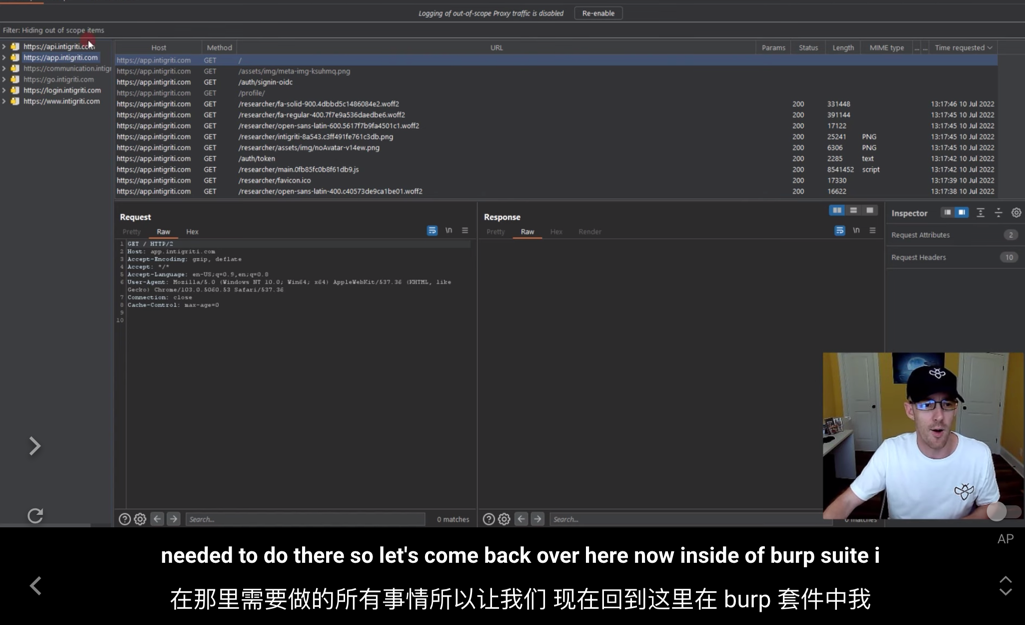 Logging of out-of-scope Proxy traffic is disabled Re-enable
Filter: Hiding out of scope items
https://api.intigriti.com
https://app.intigriti.com
https://communication.intigr
https://go.intigriti.com
https://login.intigriti.com
https://www.intigriti.com
Host Method URL Params Status Length MIME type ... ... Time requested
https://app.intigriti.com GET /
https://app.intigriti.com GET /assets/img/meta-img-ksuhmq.png
https://app.intigriti.com GET /auth/signin-oidc
https://app.intigriti.com GET /profile/
https://app.intigriti.com GET /researcher/fa-solid-900.4dbbd5c1486084e2.woff2 200 331448 13:17:46 10 Jul 2022
https://app.intigriti.com GET /researcher/fa-regular-400.7f7e9a536daedbe6.woff2 200 391144 13:17:45 10 Jul 2022
https://app.intigriti.com GET /researcher/open-sans-latin-600.5617f7b9fa4501c1.woff2 200 17122 13:17:45 10 Jul 2022
https://app.intigriti.com GET /researcher/intigriti-8a543.c3ff491fe761c3db.png 200 25241 PNG 13:17:45 10 Jul 2022
https://app.intigriti.com GET /researcher/assets/img/noAvatar-v14ew.png 200 6306 PNG 13:17:45 10 Jul 2022
https://app.intigriti.com GET /auth/token 200 2285 text 13:17:42 10 Jul 2022
https://app.intigriti.com GET /researcher/main.0fb83fc0b8f61db9.js 200 8541452 script 13:17:42 10 Jul 2022
https://app.intigriti.com GET /researcher/favicon.ico 200 17330 13:17:39 10 Jul 2022
https://app.intigriti.com GET /researcher/open-sans-latin-400.c40573de9ca1be01.woff2 200 16622 13:17:38 10 Jul 2022
Request
Pretty Raw Hex \n
1 GET / HTTP/2
2 Host: app.intigriti.com
3 Accept-Encoding: gzip, deflate
4 Accept: */*
5 Accept-Language: en-US;q=0.9,en;q=0.8
6 User-Agent: Mozilla/5.0 (Windows NT 10.0; Win64; x64) AppleWebKit/537.36 (KHTML, like
Gecko) Chrome/103.0.5060.53 Safari/537.36
7 Connection: close
8 Cache-Control: max-age=0
9
10
Response
Pretty Raw Hex Render \n
Inspector
Request Attributes 2
Request Headers 10
Search... 0 matches
Search... 0 matches
AP
needed to do there so let's come back over here now inside of burp suite i
在那里需要做的所有事情所以让我们 现在回到这里在 burp 套件中我